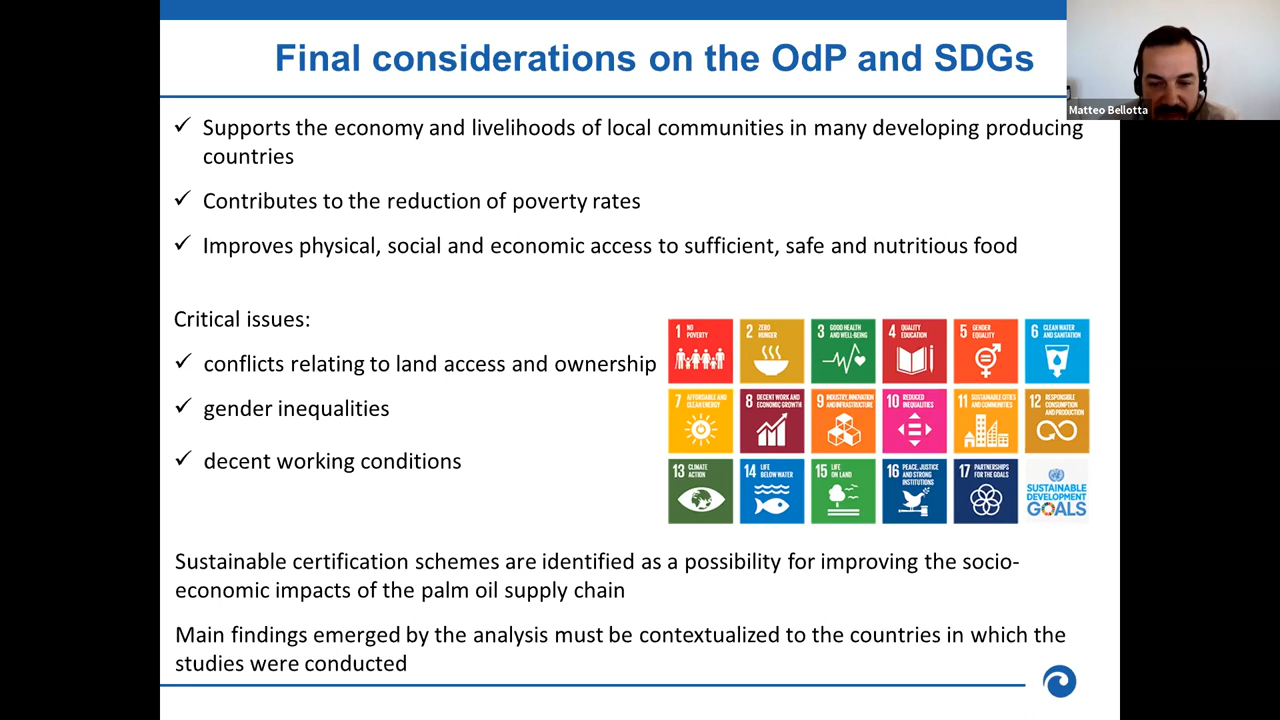 Final considerations on the OdP and SDGs
Matteo Bellotta
✓ Supports the economy and livelihoods of local communities in many developing producing
countries
✓ Contributes to the reduction of poverty rates
✓ Improves physical, social and economic access to sufficient, safe and nutritious food
Critical issues:
✓ conflicts relating to land access and ownership
✓ gender inequalities
✓ decent working conditions
1 NO
POVERTY
2 ZERO
HUNGER
3 GOOD HEALTH
AND WELL-BEING
4 QUALITY
EDUCATION
5 GENDER
EQUALITY
6 CLEAN WATER
AND SANITATION
7 AFFORDABLE AND
CLEAN ENERGY
8 DECENT WORK AND
ECONOMIC GROWTH
9 INDUSTRY, INNOVATION
AND INFRASTRUCTURE
10 REDUCED
INEQUALITIES
11 SUSTAINABLE CITIES
AND COMMUNITIES
12 RESPONSIBLE
CONSUMPTION
AND PRODUCTION
13 CLIMATE
ACTION
14 LIFE
BELOW WATER
15 LIFE
ON LAND
16 PEACE, JUSTICE
AND STRONG
INSTITUTIONS
17 PARTNERSHIPS
FOR THE GOALS
SUSTAINABLE
DEVELOPMENT
GOALS
Sustainable certification schemes are identified as a possibility for improving the socio-
economic impacts of the palm oil supply chain
Main findings emerged by the analysis must be contextualized to the countries in which the
studies were conducted